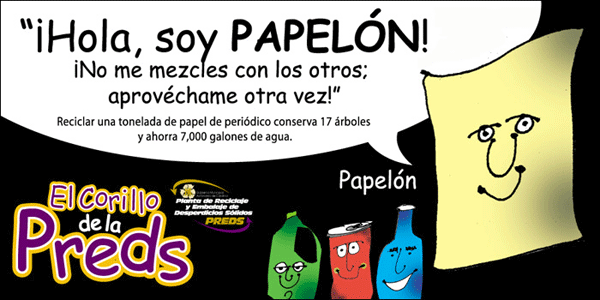 “¡Hola, soy PAPELÓN!
¡No me mezcles con los otros;
aprovéchame otra vez!”
Reciclar una tonelada de papel de periódico conserva 17 árboles
y ahorra 7,000 galones de agua.
Papelón
El Corillo
de la
Preds
Planta de Reciclaje
y Embalaje de
Desperdicios Sólidos
PREDS